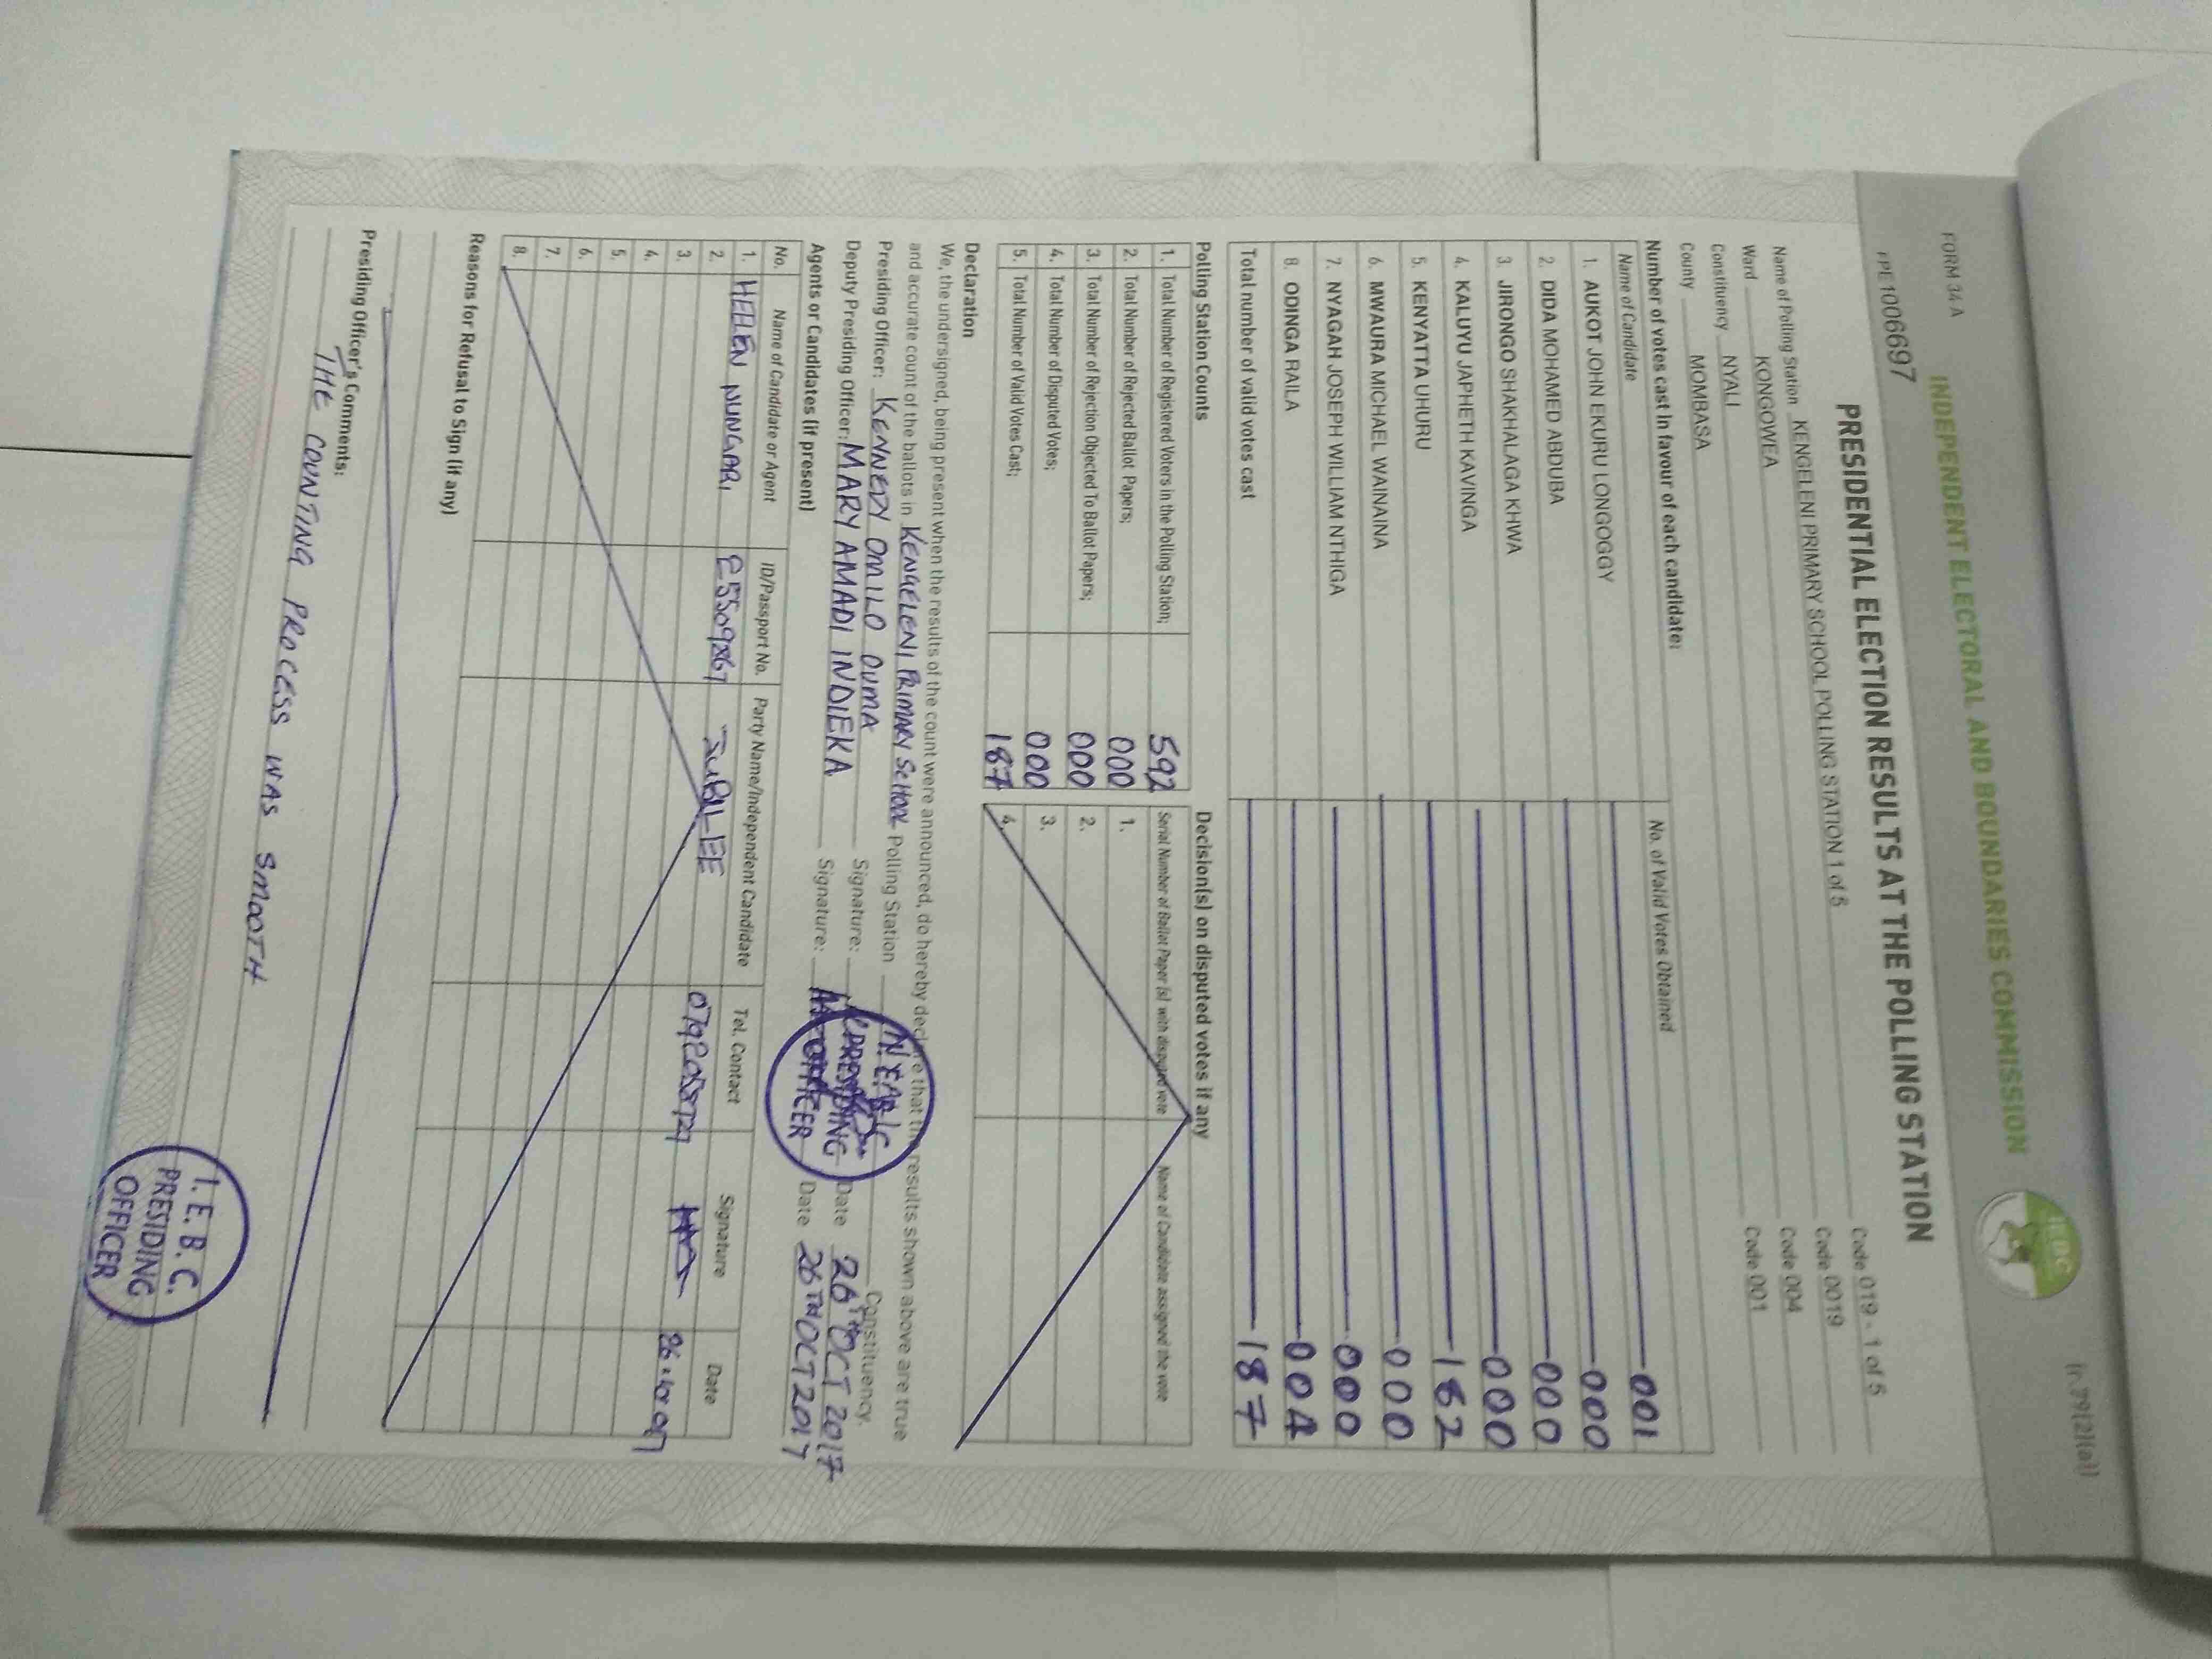 FORM 34 A (r.79(2)(a))
INDEPENDENT ELECTORAL AND BOUNDARIES COMMISSION
IEBC
PRESIDENTIAL ELECTION RESULTS AT THE POLLING STATION
PE 1006697
Name of Polling Station KENGELENI PRIMARY SCHOOL POLLING STATION 1 of 5 Code 019 - 1 of 5
Ward KONGOWEA Code 0019
Constituency NYALI Code 004
County MOMBASA Code 001
Number of votes cast in favour of each candidate:
Name of Candidate No. of Valid Votes Obtained
1. AUKOT JOHN EKURU LONGOGGY 001
2. DIDA MOHAMED ABDUBA 000
3. JIRONGO SHAKHALAGA KHWA 000
4. KALUYU JAPHETH KAVINGA 000
5. KENYATTA UHURU 182
6. MWAURA MICHAEL WAINAINA 000
7. NYAGAH JOSEPH WILLIAM NTHIGA 000
8. ODINGA RAILA 004
Total number of valid votes cast 187
Polling Station Counts
1. Total Number of Registered Voters in the Polling Station; 592
2. Total Number of Rejected Ballot Papers; 000
3. Total Number of Rejection Objected To Ballot Papers; 000
4. Total Number of Disputed Votes; 000
5. Total Number of Valid Votes Cast; 187
Decision(s) on disputed votes if any
Serial Number of Ballot Paper (s) with disputed vote Name of Candidate assigned the vote
1.
2.
3.
4.
Declaration
We, the undersigned, being present when the results of the count were announced, do hereby declare that the results shown above are true
and accurate count of the ballots in KENGELENI PRIMARY SCHOOL Polling Station Constituency.
Presiding Officer: KENNEDY OMILO OUMA Signature: Date 26TH OCT 2017
Deputy Presiding Officer: MARY AMADI INDIEKA Signature: Date 26TH OCT 2017
PRESIDING
OFFICER
Agents or Candidates (if present)
No. Name of Candidate or Agent ID/Passport No. Party Name/Independent Candidate Tel. Contact Signature Date
1. HELLEN JUBILEE
2.
3.
4.
5.
6.
7.
8.
Reasons for Refusal to Sign (if any)
Presiding Officer's Comments:
THE COUNTING PROCESS WAS SMOOTH
I. E. B. C.
PRESIDING
OFFICER